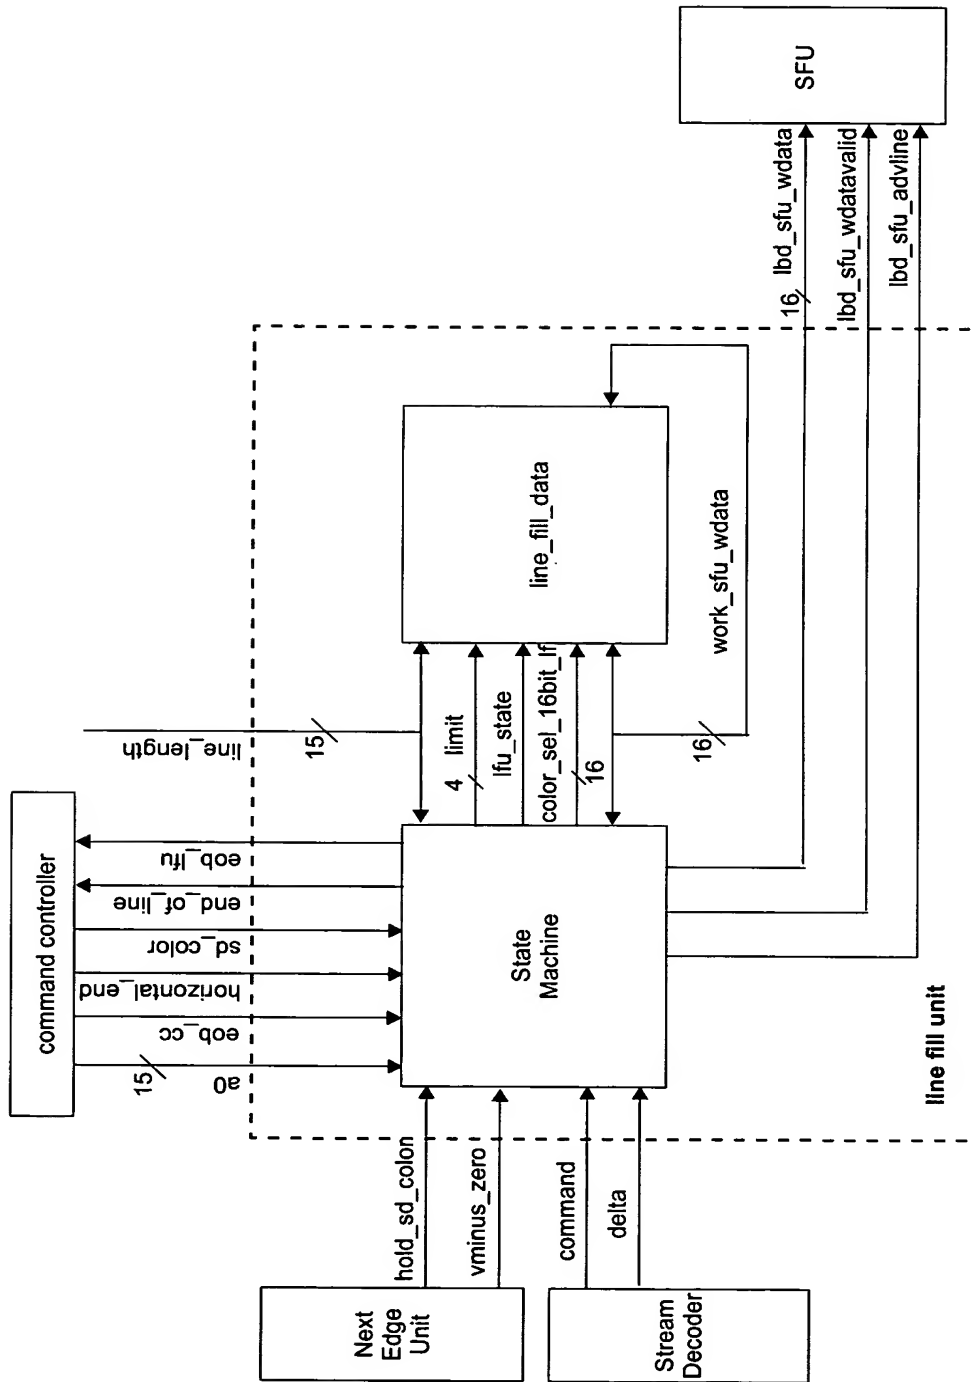 command controller
a0
15
eob_cc
horizontal_end
sd_color
end_of_line
eob_lfu
line_length
15
Next
Edge
Unit
hold_sd_colon
vminus_zero
Stream
Decoder
command
delta
State
Machine
4
limit
lfu_state
color_sel_16bit_lf
16
16
line_fill_data
work_sfu_wdata
16
lbd_sfu_wdata
lbd_sfu_wdatavalid
lbd_sfu_advline
SFU
line fill unit